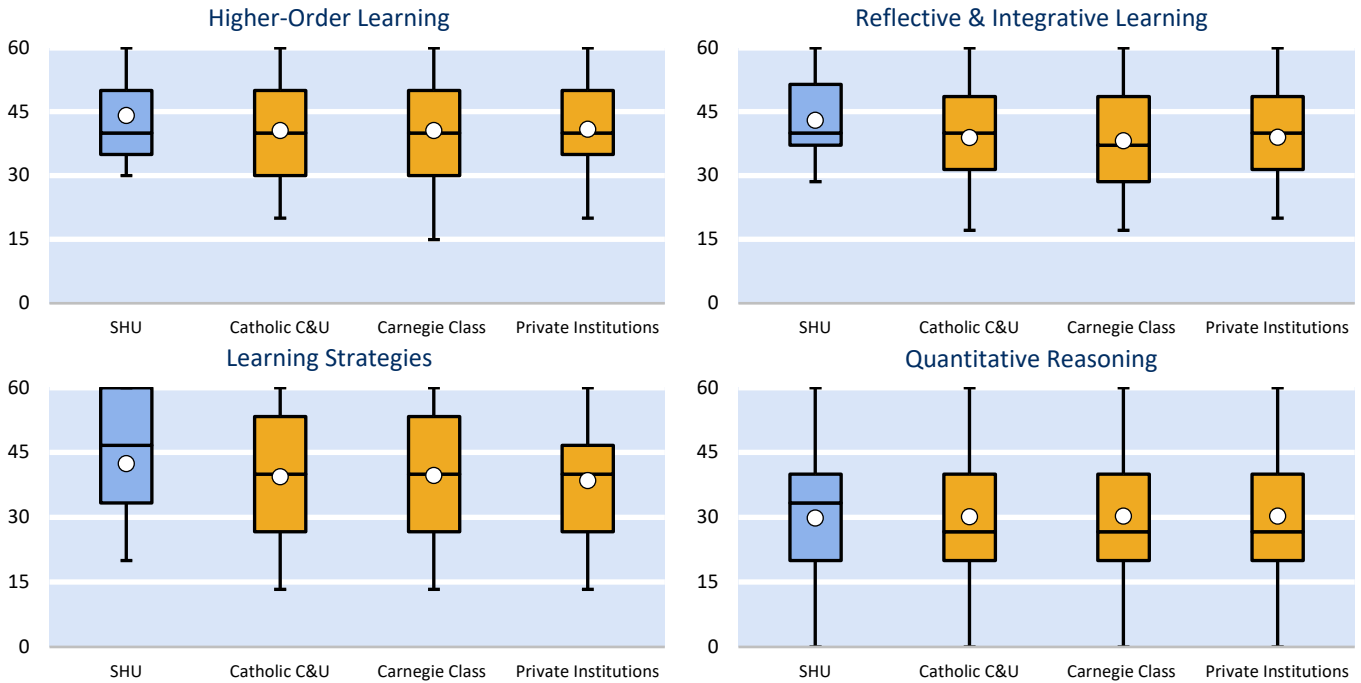 Higher-Order Learning
60
45
30
15
0
SHU Catholic C&U Carnegie Class Private Institutions
Reflective & Integrative Learning
60
45
30
15
0
SHU Catholic C&U Carnegie Class Private Institutions
Learning Strategies
60
45
30
15
0
SHU Catholic C&U Carnegie Class Private Institutions
Quantitative Reasoning
60
45
30
15
0
SHU Catholic C&U Carnegie Class Private Institutions